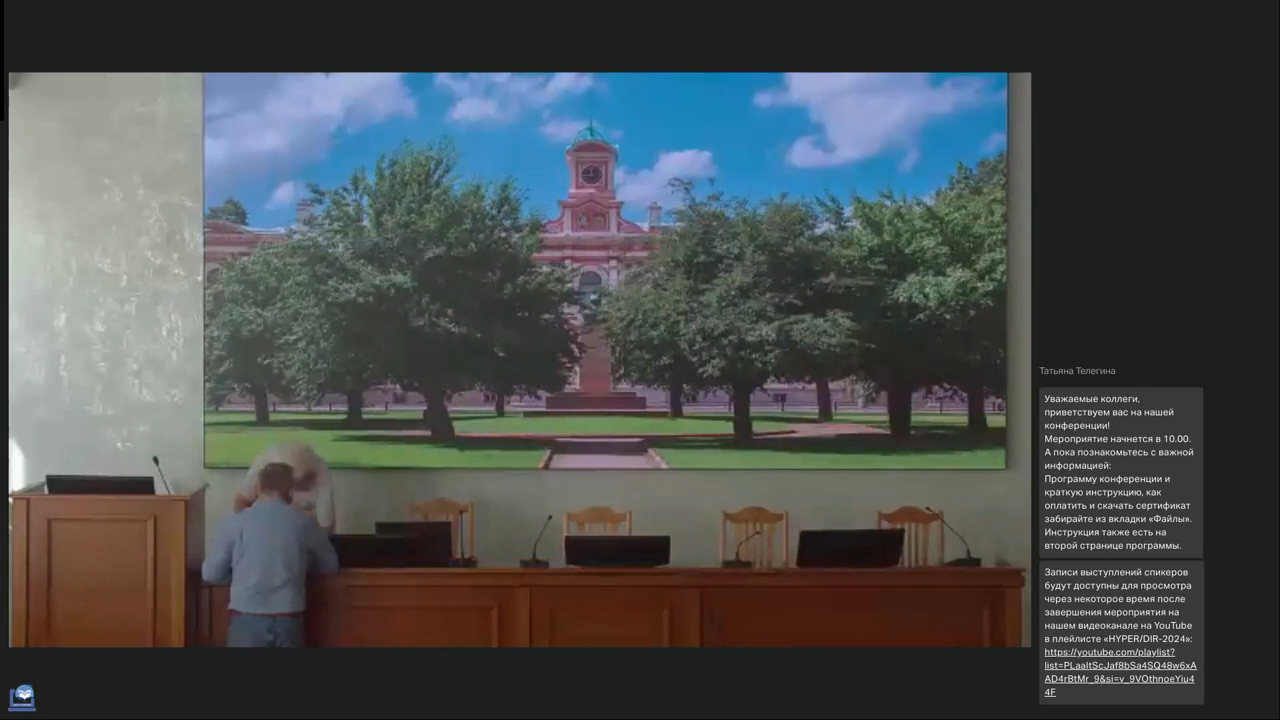 Татьяна Телегина
Уважаемые коллеги,
приветствуем вас на нашей
конференции!
Мероприятие начнется в 10.00.
А пока познакомьтесь с важной
информацией:
Программу конференции и
краткую инструкцию, как
оплатить и скачать сертификат
забирайте из вкладки «Файлы».
Инструкция также есть на
второй странице программы.
Записи выступлений спикеров
будут доступны для просмотра
через некоторое время после
завершения мероприятия на
нашем видеоканале на YouTube
в плейлисте «HYPER/DIR-2024»:
https://youtube.com/playlist?
list=PLaaltScJaf8bSa4SQ48w6xA
AD4rBtMr_9&si=v_9VOthnoeYiu4
4F